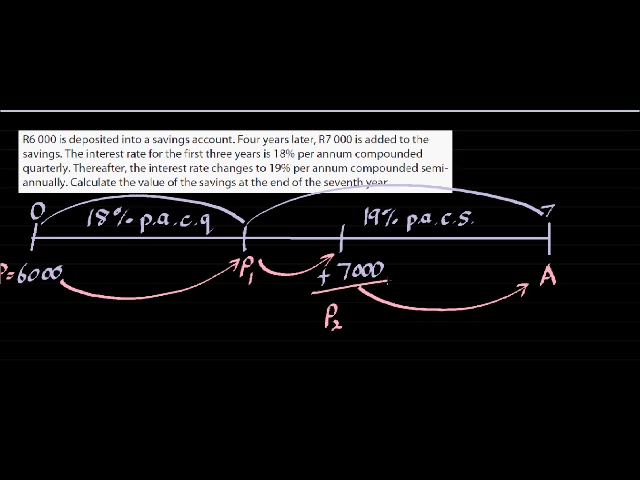 R6 000 is deposited into a savings account. Four years later, R7 000 is added to the
savings. The interest rate for the first three years is 18% per annum compounded
quarterly. Thereafter, the interest rate changes to 19% per annum compounded semi-
annually. Calculate the value of the savings at the end of the seventh year.
0 18% p.a.c.q 19% p.a.c.s. 7
P=6000 P1 + 7000 A
P2